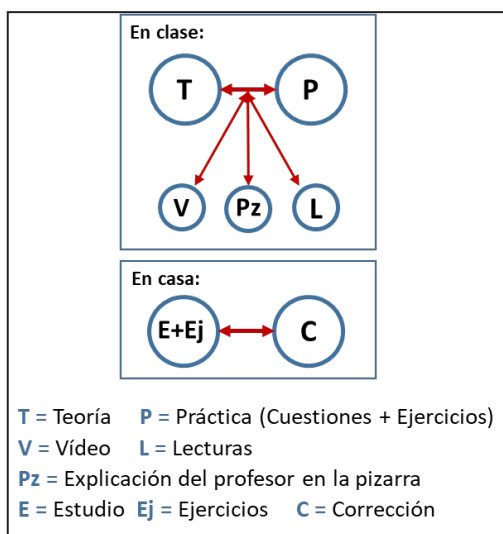 En clase:
T P
V Pz L
En casa:
E+Ej C
T = Teoría P = Práctica (Cuestiones + Ejercicios)
V = Vídeo L = Lecturas
Pz = Explicación del profesor en la pizarra
E = Estudio Ej = Ejercicios C = Corrección